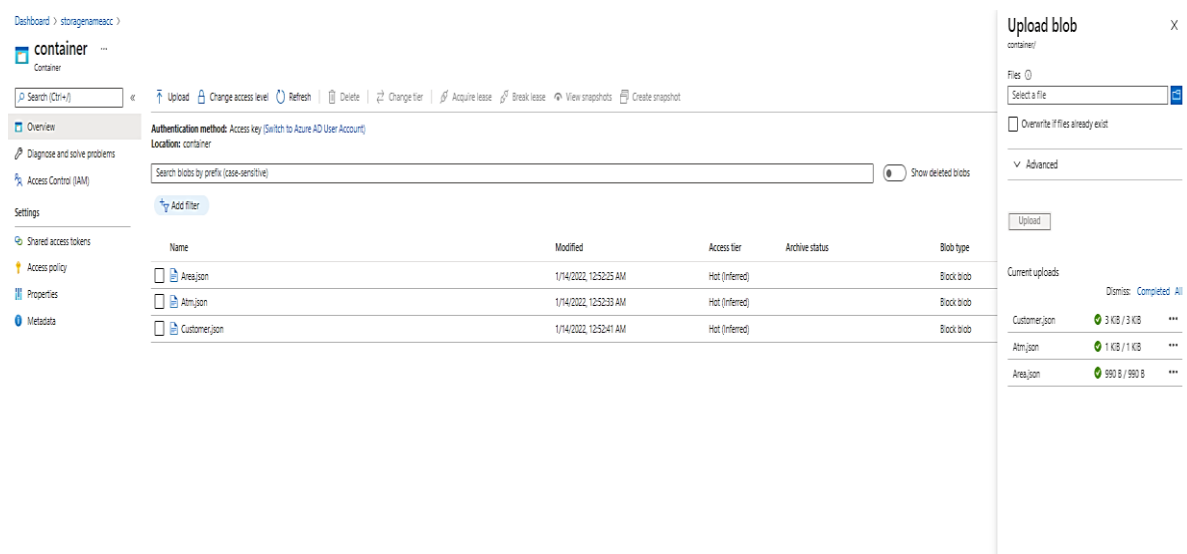 Dashboard > storagenameacc >
container ...
Container
Search (Ctrl+/)
«
Overview
Diagnose and solve problems
Access Control (IAM)
Settings
Shared access tokens
Access policy
Properties
Metadata
Upload Change access level Refresh Delete Change tier Acquire lease Break lease View snapshots Create snapshot
Authentication method: Access key (Switch to Azure AD User Account)
Location: container
Search blobs by prefix (case-sensitive)
Show deleted blobs
Add filter
Name Modified Access tier Archive status Blob type
Area.json 1/14/2022, 12:52:25 AM Hot (Inferred) Block blob
Atm.json 1/14/2022, 12:52:33 AM Hot (Inferred) Block blob
Customer.json 1/14/2022, 12:52:41 AM Hot (Inferred) Block blob
Upload blob X
container/
Files
Select a file
Overwrite if files already exist
Advanced
Upload
Current uploads
Dismiss: Completed All
Customer.json 3 KiB / 3 KiB ...
Atm.json 1 KiB / 1 KiB ...
Area.json 990 B / 990 B ...